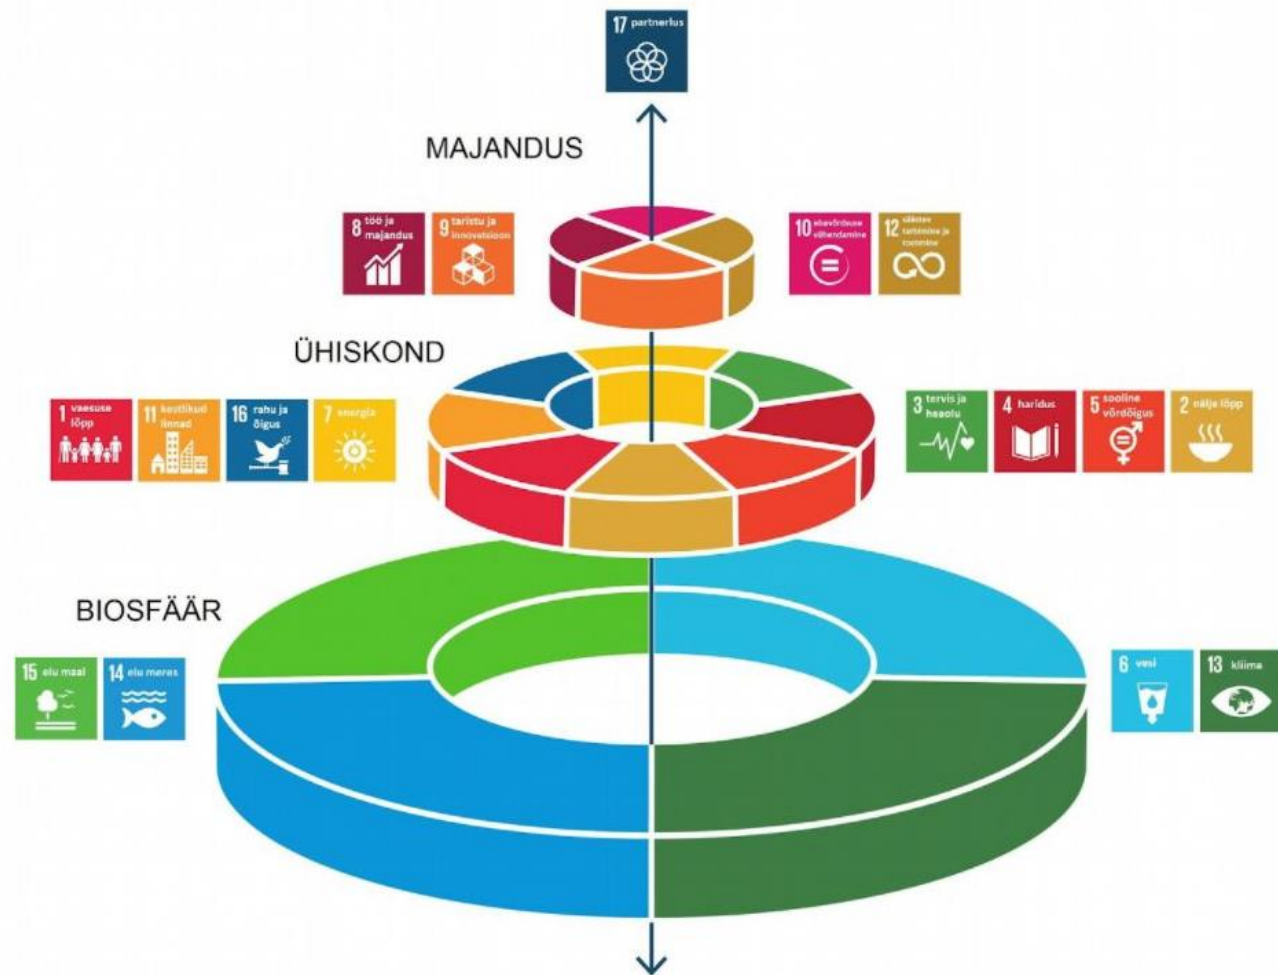 17 partnerlus
MAJANDUS
8 töö ja
majandus
9 taristu ja
innovatsioon
10 ebavõrdsuse
vähendamine
12 säästev
tarbimine ja
tootmine
ÜHISKOND
1 vaesuse
lõpp
11 kestlikud
linnad
16 rahu ja
õigus
7 energia
3 tervis ja
heaolu
4 haridus
5 sooline
võrdõigus
2 nälja lõpp
BIOSFÄÄR
15 elu maal
14 elu meres
6 vesi
13 kliima